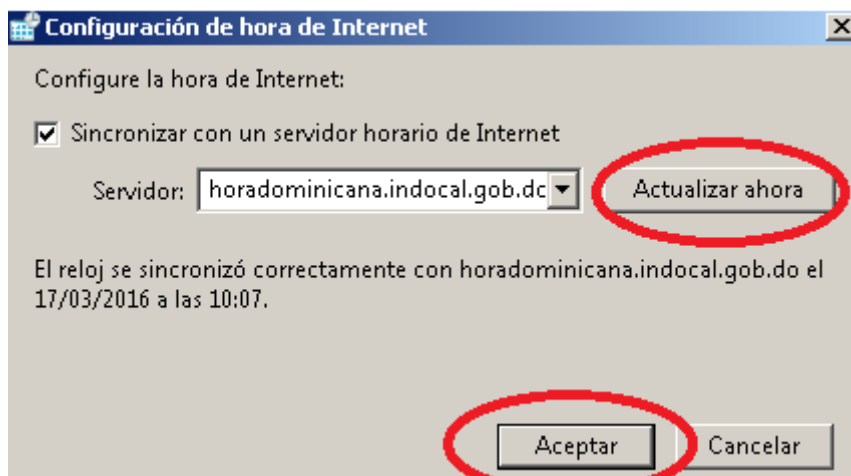 Configuración de hora de Internet
Configure la hora de Internet:
Sincronizar con un servidor horario de Internet
Servidor: horadominicana.indocal.gob.dc Actualizar ahora
El reloj se sincronizó correctamente con horadominicana.indocal.gob.do el
17/03/2016 a las 10:07.
Aceptar Cancelar